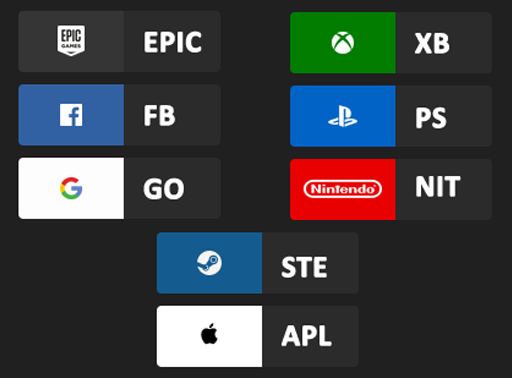 EPIC GAMES EPIC
XB
FB
PS
GO
Nintendo NIT
STE
APL